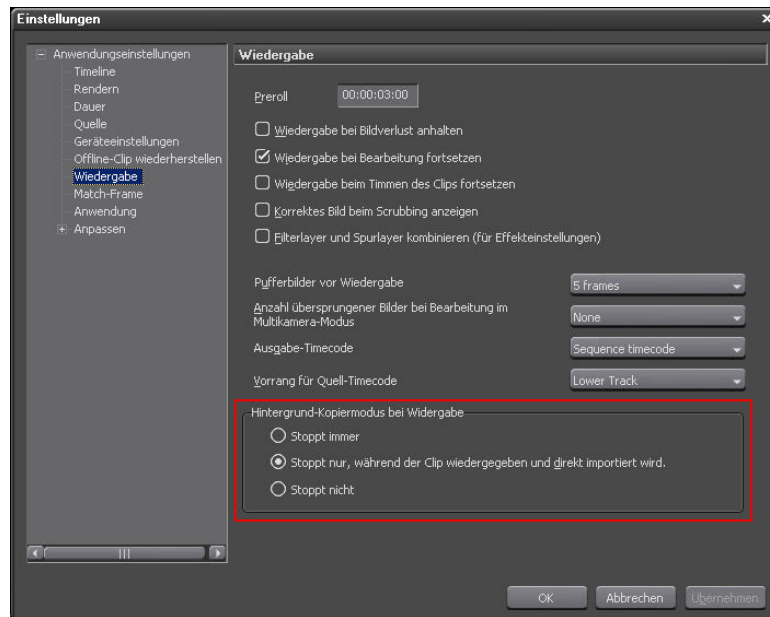 Einstellungen
x
Anwendungseinstellungen
Timeline
Rendern
Dauer
Quelle
Geräteeinstellungen
Offline-Clip wiederherstellen
Wiedergabe
Match-Frame
Anwendung
Anpassen
Wiedergabe
Preroll 00:00:03:00
Wiedergabe bei Bildverlust anhalten
Wiedergabe bei Bearbeitung fortsetzen
Wiedergabe beim Timmen des Clips fortsetzen
Korrektes Bild beim Scrubbing anzeigen
Filterlayer und Spurlayer kombinieren (für Effekteinstellungen)
Pufferbilder vor Wiedergabe 5 frames
Anzahl übersprungener Bilder bei Bearbeitung im
Multikamera-Modus None
Ausgabe-Timecode Sequence timecode
Vorrang für Quell-Timecode Lower Track
Hintergrund-Kopiermodus bei Widergabe
Stoppt immer
Stoppt nur, während der Clip wiedergegeben und direkt importiert wird.
Stoppt nicht
OK Abbrechen Übernehmen